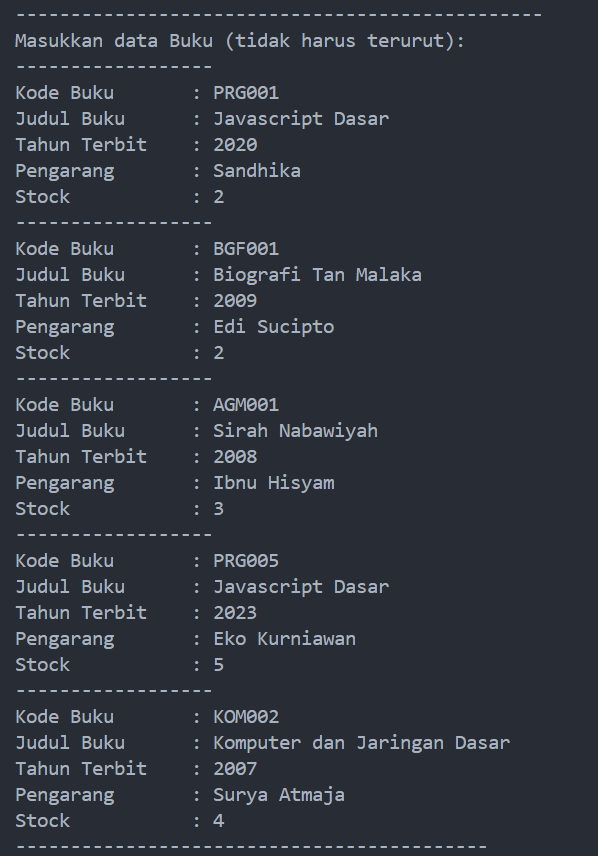 ------------------------------------------------
Masukkan data Buku (tidak harus terurut):
------------------
Kode Buku       : PRG001
Judul Buku      : Javascript Dasar
Tahun Terbit    : 2020
Pengarang       : Sandhika
Stock           : 2
------------------
Kode Buku       : BGF001
Judul Buku      : Biografi Tan Malaka
Tahun Terbit    : 2009
Pengarang       : Edi Sucipto
Stock           : 2
------------------
Kode Buku       : AGM001
Judul Buku      : Sirah Nabawiyah
Tahun Terbit    : 2008
Pengarang       : Ibnu Hisyam
Stock           : 3
------------------
Kode Buku       : PRG005
Judul Buku      : Javascript Dasar
Tahun Terbit    : 2023
Pengarang       : Eko Kurniawan
Stock           : 5
------------------
Kode Buku       : KOM002
Judul Buku      : Komputer dan Jaringan Dasar
Tahun Terbit    : 2007
Pengarang       : Surya Atmaja
Stock           : 4
-------------------------------------------